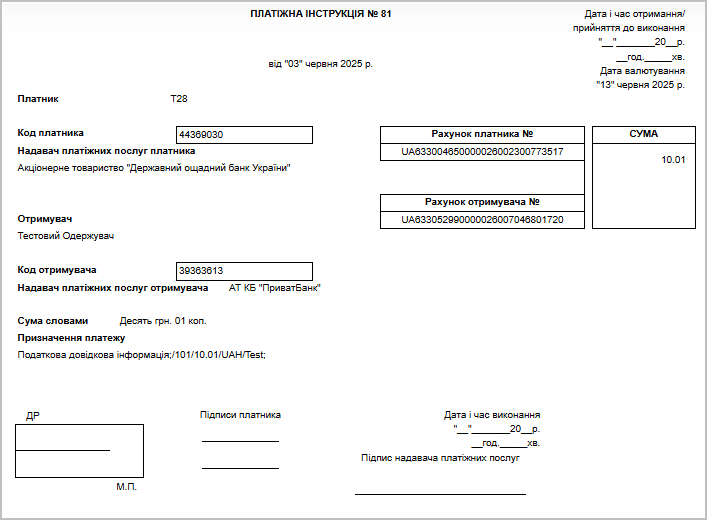 ПЛАТІЖНА ІНСТРУКЦІЯ № 81
Дата і час отримання/
прийняття до виконання
"__"_______20__р.
__год._____хв.
від "03" червня 2025 р.
Дата валютування
"13" червня 2025 р.
Платник Т28
Код платника 44369030
Рахунок платника №
СУМА
Надавач платіжних послуг платника
UA633004650000026002300773517
10.01
Акціонерне товариство "Державний ощадний банк України"
Рахунок отримувача №
Отримувач
UA633052990000026007046801720
Тестовий Одержувач
Код отримувача 39363613
Надавач платіжних послуг отримувача АТ КБ "ПриватБанк"
Сума словами Десять грн. 01 коп.
Призначення платежу
Податкова довідкова інформація;/101/10.01/UAH/Test;
ДР
Підписи платника
Дата і час виконання
"__"_______20__р.
__год._____хв.
Підпис надавача платіжних послуг
М.П.